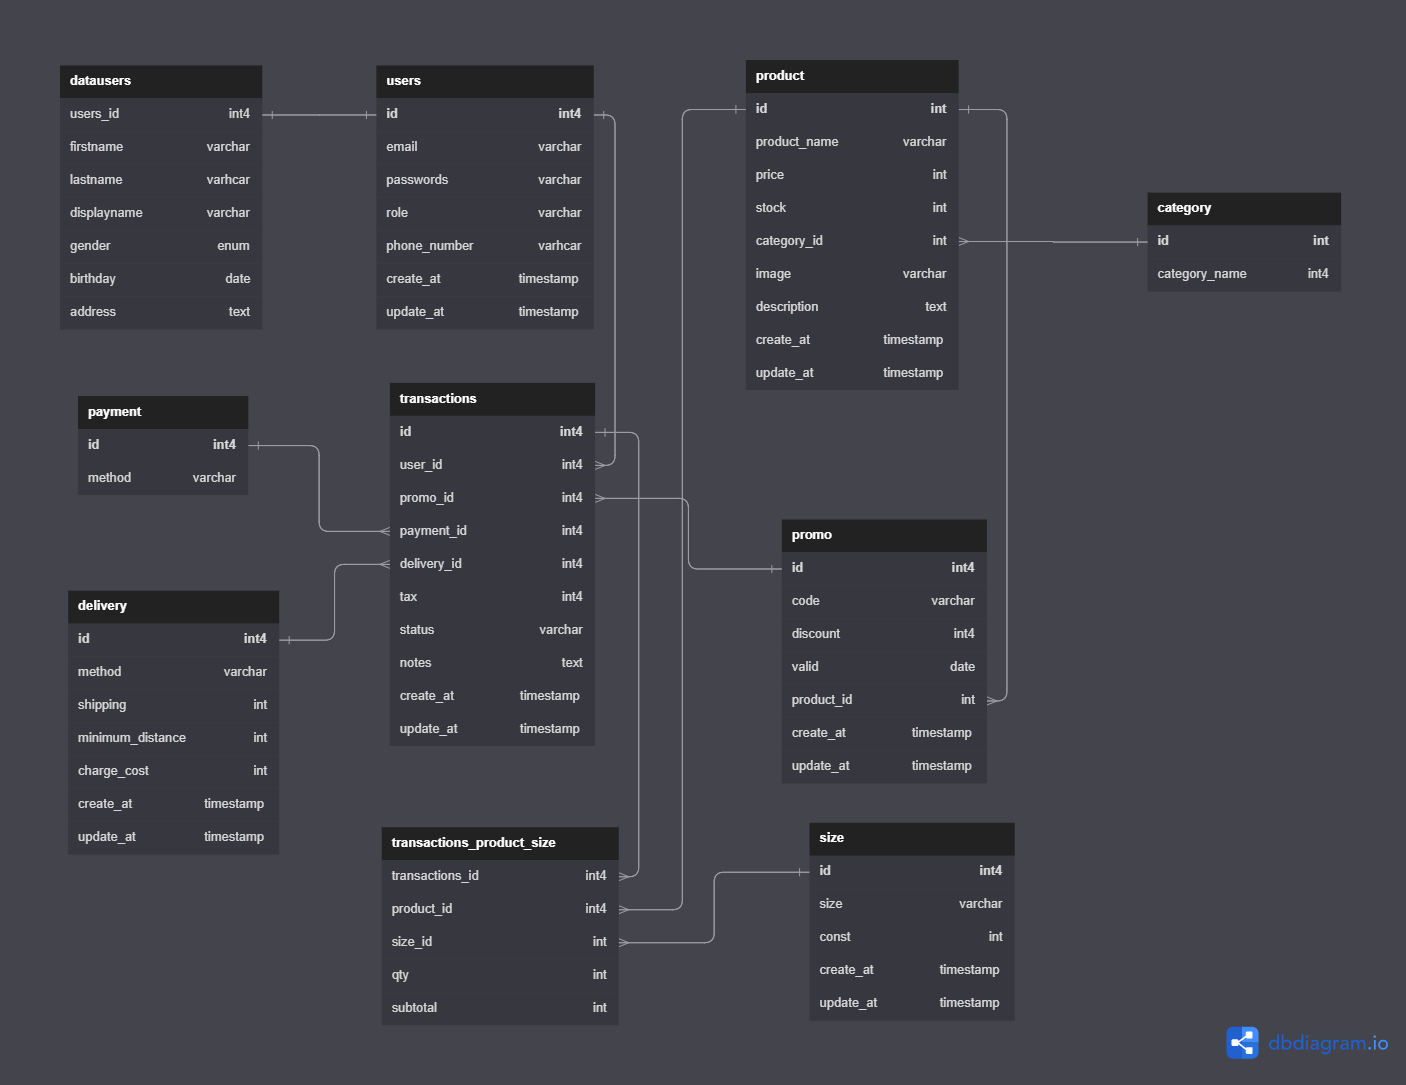 datausers
users_id int4
firstname varchar
lastname varhcar
displayname varchar
gender enum
birthday date
address text
users
id int4
email varchar
passwords varchar
role varchar
phone_number varhcar
create_at timestamp
update_at timestamp
product
id int
product_name varchar
price int
stock int
category_id int
image varchar
description text
create_at timestamp
update_at timestamp
category
id int
category_name int4
payment
id int4
method varchar
transactions
id int4
user_id int4
promo_id int4
payment_id int4
delivery_id int4
tax int4
status varchar
notes text
create_at timestamp
update_at timestamp
promo
id int4
code varchar
discount int4
valid date
product_id int
create_at timestamp
update_at timestamp
delivery
id int4
method varchar
shipping int
minimum_distance int
charge_cost int
create_at timestamp
update_at timestamp
transactions_product_size
transactions_id int4
product_id int4
size_id int
qty int
subtotal int
size
id int4
size varchar
const int
create_at timestamp
update_at timestamp
dbdiagram.io